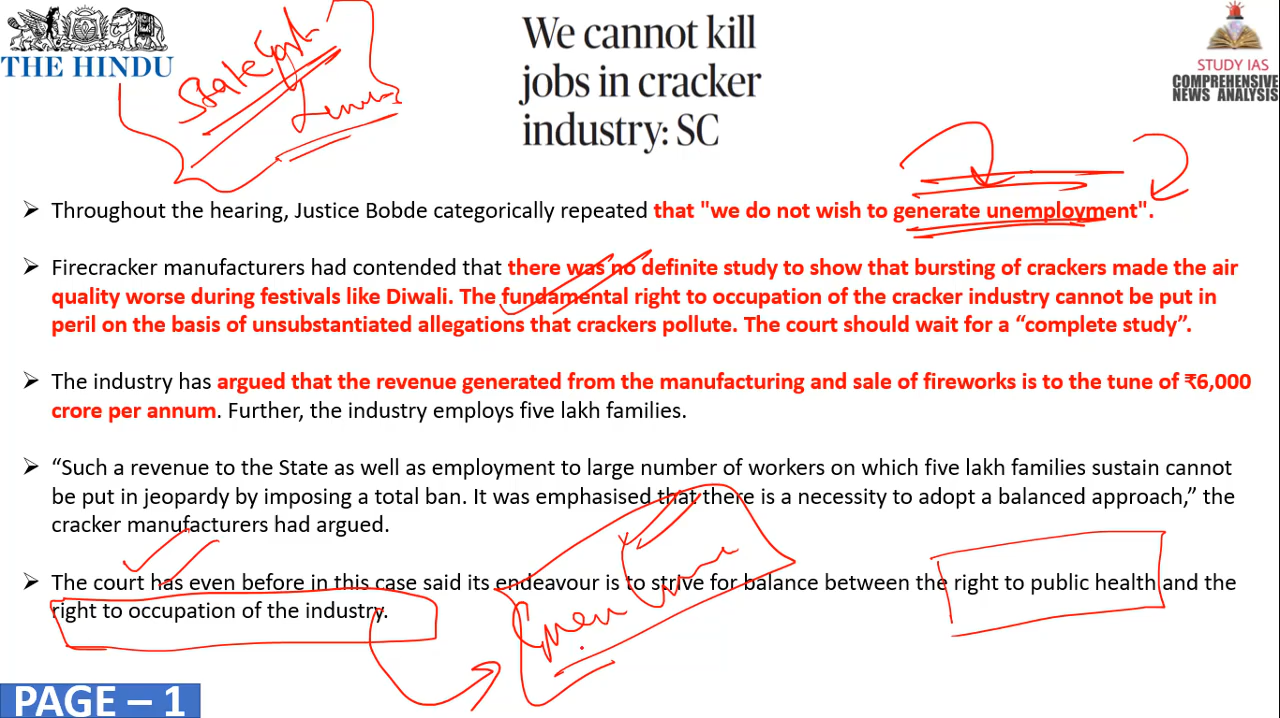 THE HINDU
State Govt
We cannot kill
jobs in cracker
industry: SC
STUDY IAS
COMPREHENSIVE
NEWS ANALYSIS
➢ Throughout the hearing, Justice Bobde categorically repeated that "we do not wish to generate unemployment".
➢ Firecracker manufacturers had contended that there was no definite study to show that bursting of crackers made the air
quality worse during festivals like Diwali. The fundamental right to occupation of the cracker industry cannot be put in
peril on the basis of unsubstantiated allegations that crackers pollute. The court should wait for a “complete study”.
➢ The industry has argued that the revenue generated from the manufacturing and sale of fireworks is to the tune of ₹6,000
crore per annum. Further, the industry employs five lakh families.
➢ “Such a revenue to the State as well as employment to large number of workers on which five lakh families sustain cannot
be put in jeopardy by imposing a total ban. It was emphasised that there is a necessity to adopt a balanced approach,” the
cracker manufacturers had argued.
➢ The court has even before in this case said its endeavour is to strive for balance between the right to public health and the
right to occupation of the industry.
Green
PAGE – 1